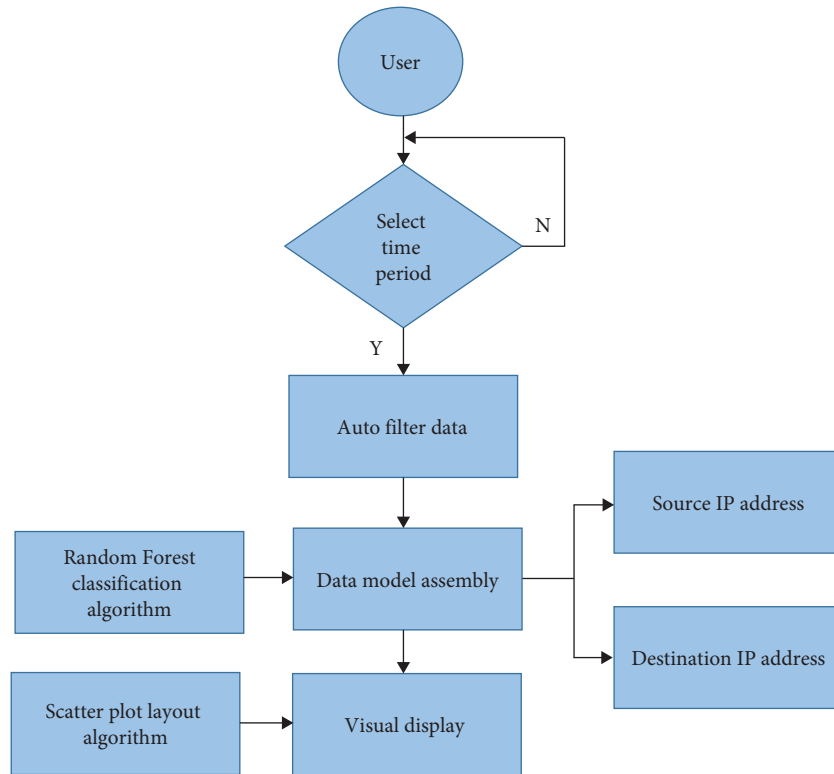 User
Select
time
period
N
Y
Auto filter data
Source IP address
Random Forest
classification
algorithm
Data model assembly
Destination IP address
Scatter plot layout
algorithm
Visual display